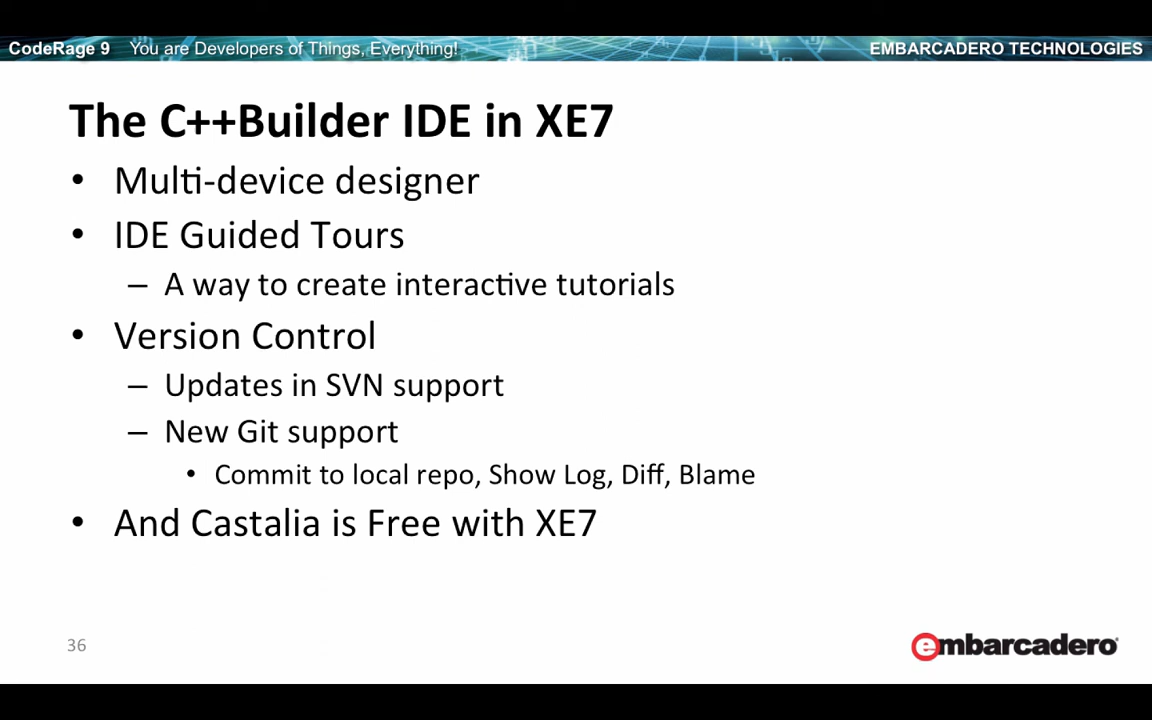 CodeRage 9 You are Developers of Things, Everything! EMBARCADERO TECHNOLOGIES
The C++Builder IDE in XE7
• Multi-device designer
• IDE Guided Tours
– A way to create interactive tutorials
• Version Control
– Updates in SVN support
– New Git support
• Commit to local repo, Show Log, Diff, Blame
• And Castalia is Free with XE7
36
embarcadero